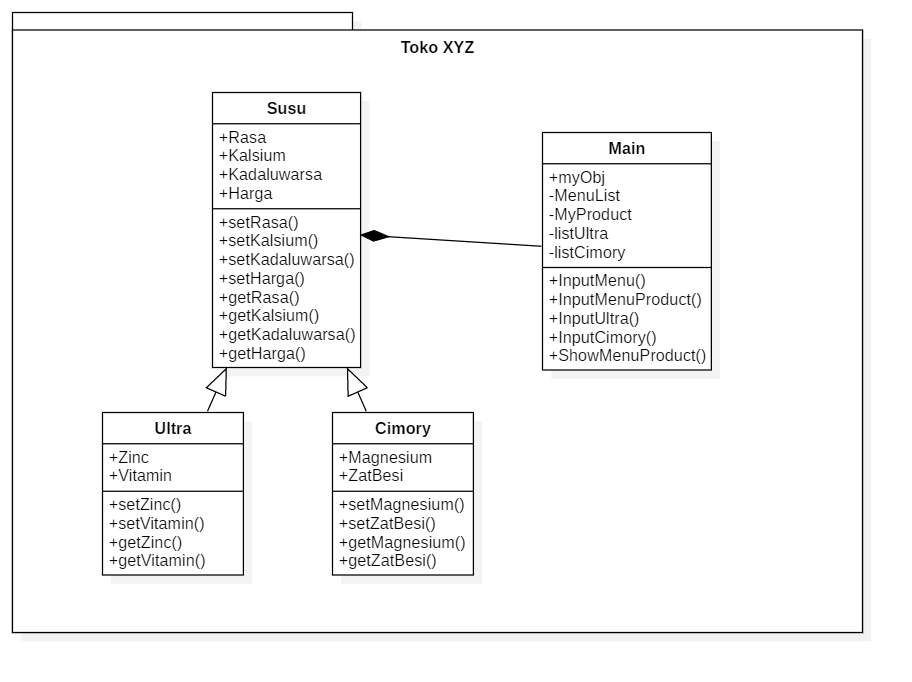 Toko XYZ
Susu
+Rasa
+Kalsium
+Kadaluwarsa
+Harga
+setRasa()
+setKalsium()
+setKadaluwarsa()
+setHarga()
+getRasa()
+getKalsium()
+getKadaluwarsa()
+getHarga()
Main
+myObj
-MenuList
-MyProduct
-listUltra
-listCimory
+InputMenu()
+InputMenuProduct()
+InputUltra()
+InputCimory()
+ShowMenuProduct()
Ultra
+Zinc
+Vitamin
+setZinc()
+setVitamin()
+getZinc()
+getVitamin()
Cimory
+Magnesium
+ZatBesi
+setMagnesium()
+setZatBesi()
+getMagnesium()
+getZatBesi()